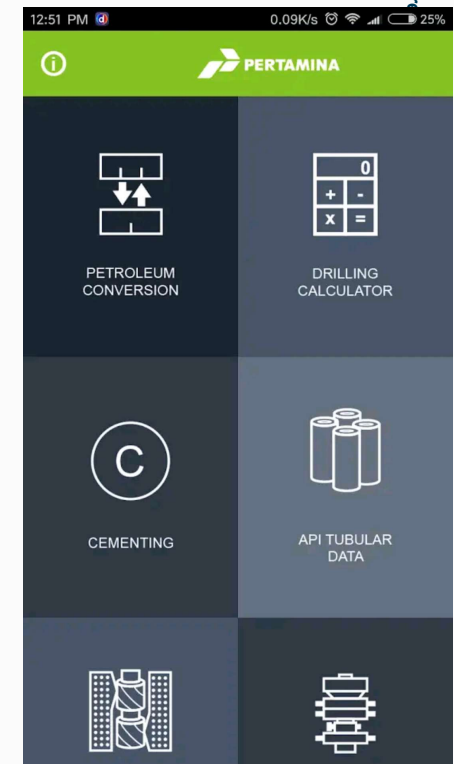 12:51 PM 0.09K/s 25%
PERTAMINA
PETROLEUM
CONVERSION
0
+ -
x =
DRILLING
CALCULATOR
C
CEMENTING
API TUBULAR
DATA